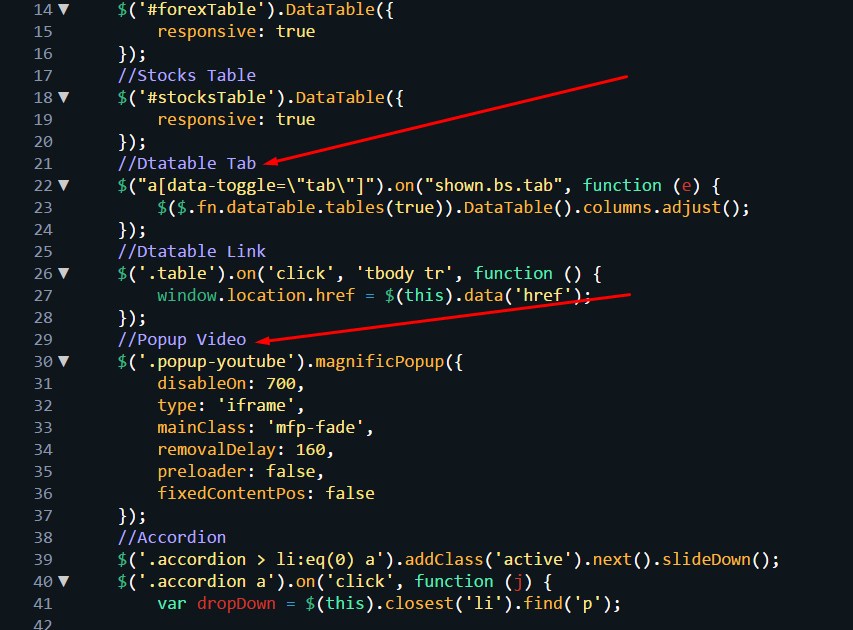 14 ▼ $('#forexTable').DataTable({
15 responsive: true
16 });
17 //Stocks Table
18 ▼ $('#stocksTable').DataTable({
19 responsive: true
20 });
21 //Dtatable Tab
22 ▼ $("a[data-toggle=\"tab\"]").on("shown.bs.tab", function (e) {
23 $($.fn.dataTable.tables(true)).DataTable().columns.adjust();
24 });
25 //Dtatable Link
26 ▼ $('.table').on('click', 'tbody tr', function () {
27 window.location.href = $(this).data('href');
28 });
29 //Popup Video
30 ▼ $('.popup-youtube').magnificPopup({
31 disableOn: 700,
32 type: 'iframe',
33 mainClass: 'mfp-fade',
34 removalDelay: 160,
35 preloader: false,
36 fixedContentPos: false
37 });
38 //Accordion
39 $('.accordion > li:eq(0) a').addClass('active').next().slideDown();
40 ▼ $('.accordion a').on('click', function (j) {
41 var dropDown = $(this).closest('li').find('p');
42